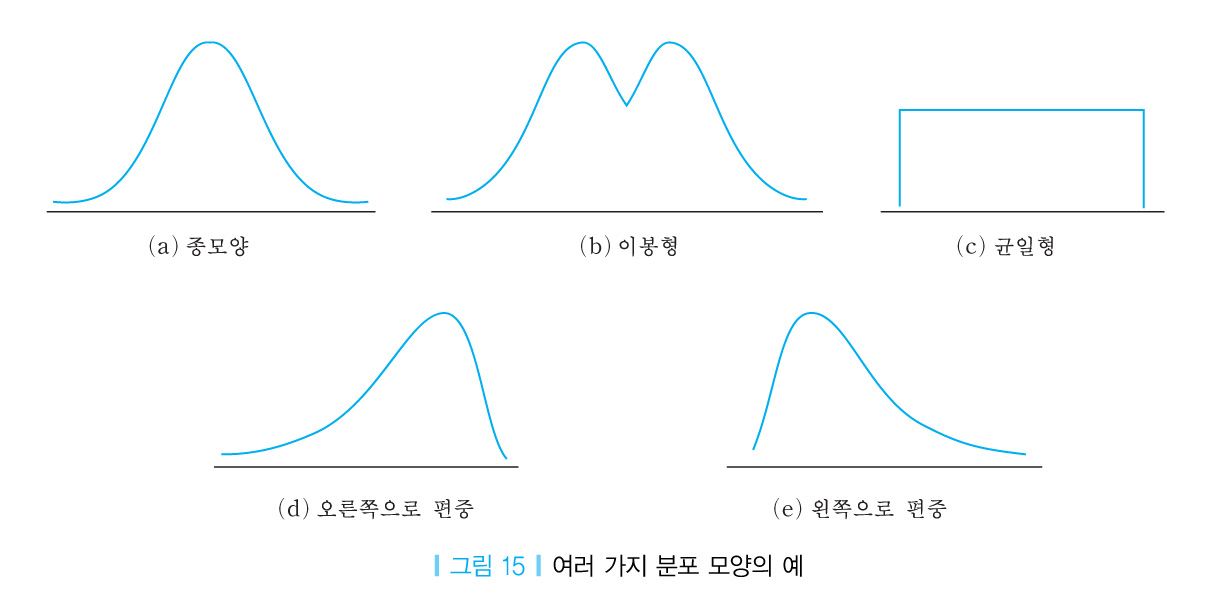 (a) 종모양
(b) 이봉형
(c) 균일형
(d) 오른쪽으로 편중
(e) 왼쪽으로 편중
그림 15 여러 가지 분포 모양의 예